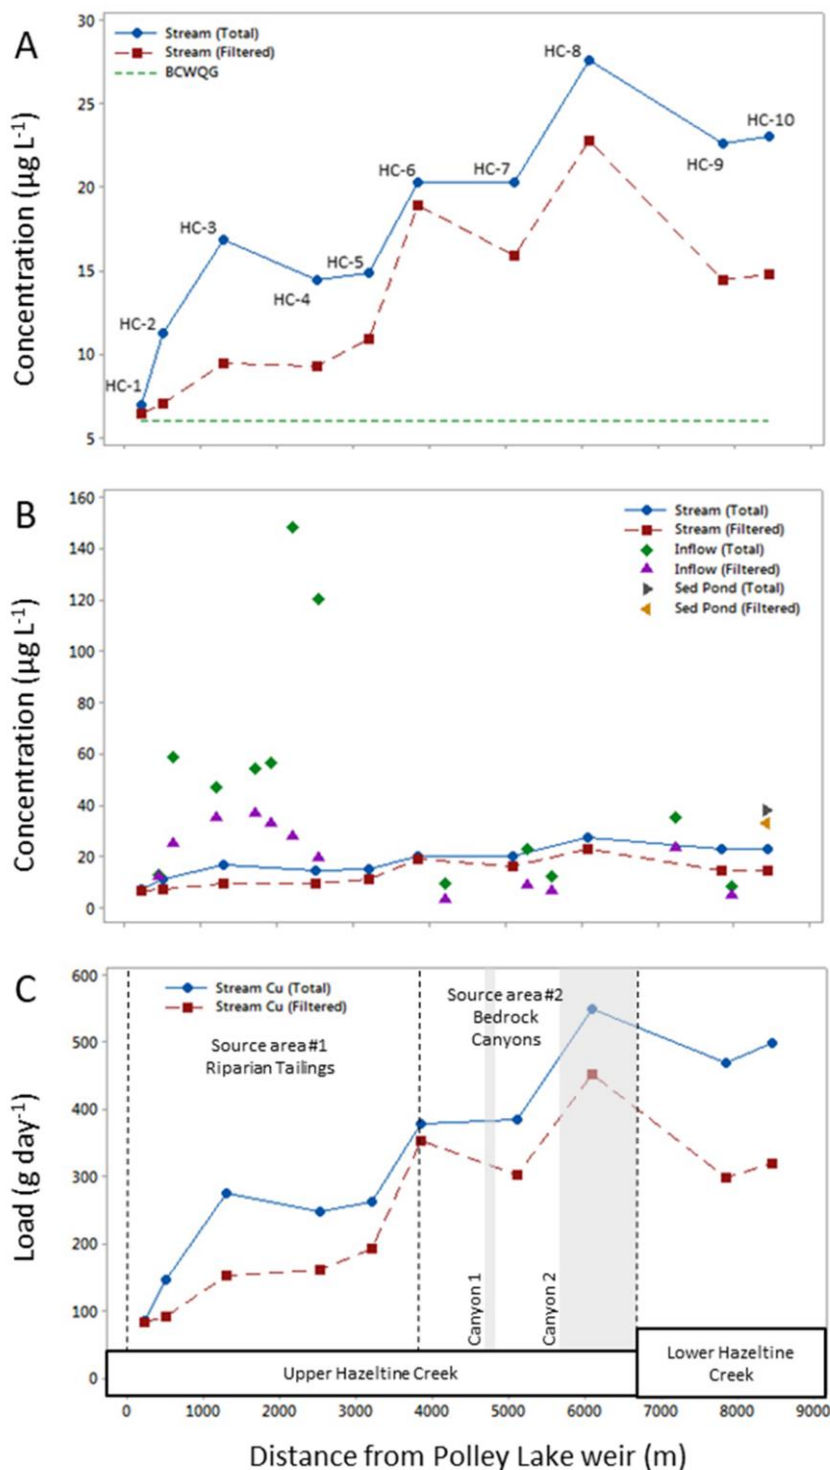 A
Stream (Total)
Stream (Filtered)
BCWQG
Concentration (µg L⁻¹)
30
25
20
15
10
5
HC-1
HC-2
HC-3
HC-4
HC-5
HC-6
HC-7
HC-8
HC-9
HC-10
B
Stream (Total)
Stream (Filtered)
Inflow (Total)
Inflow (Filtered)
Sed Pond (Total)
Sed Pond (Filtered)
Concentration (µg L⁻¹)
160
140
120
100
80
60
40
20
0
C
Stream Cu (Total)
Stream Cu (Filtered)
Source area #1
Riparian Tailings
Source area #2
Bedrock
Canyons
Load (g day⁻¹)
600
500
400
300
200
100
0
Canyon 1
Canyon 2
Upper Hazeltine Creek
Lower Hazeltine
Creek
0 1000 2000 3000 4000 5000 6000 7000 8000 9000
Distance from Polley Lake weir (m)